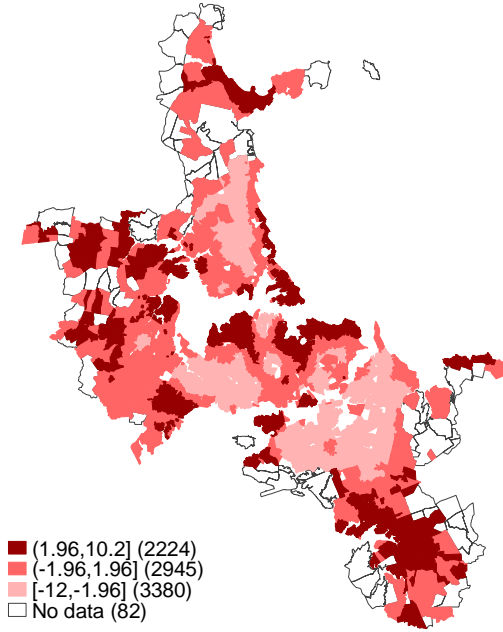 (1.96,10.2] (2224)
(-1.96,1.96] (2945)
[-12,-1.96] (3380)
No data (82)